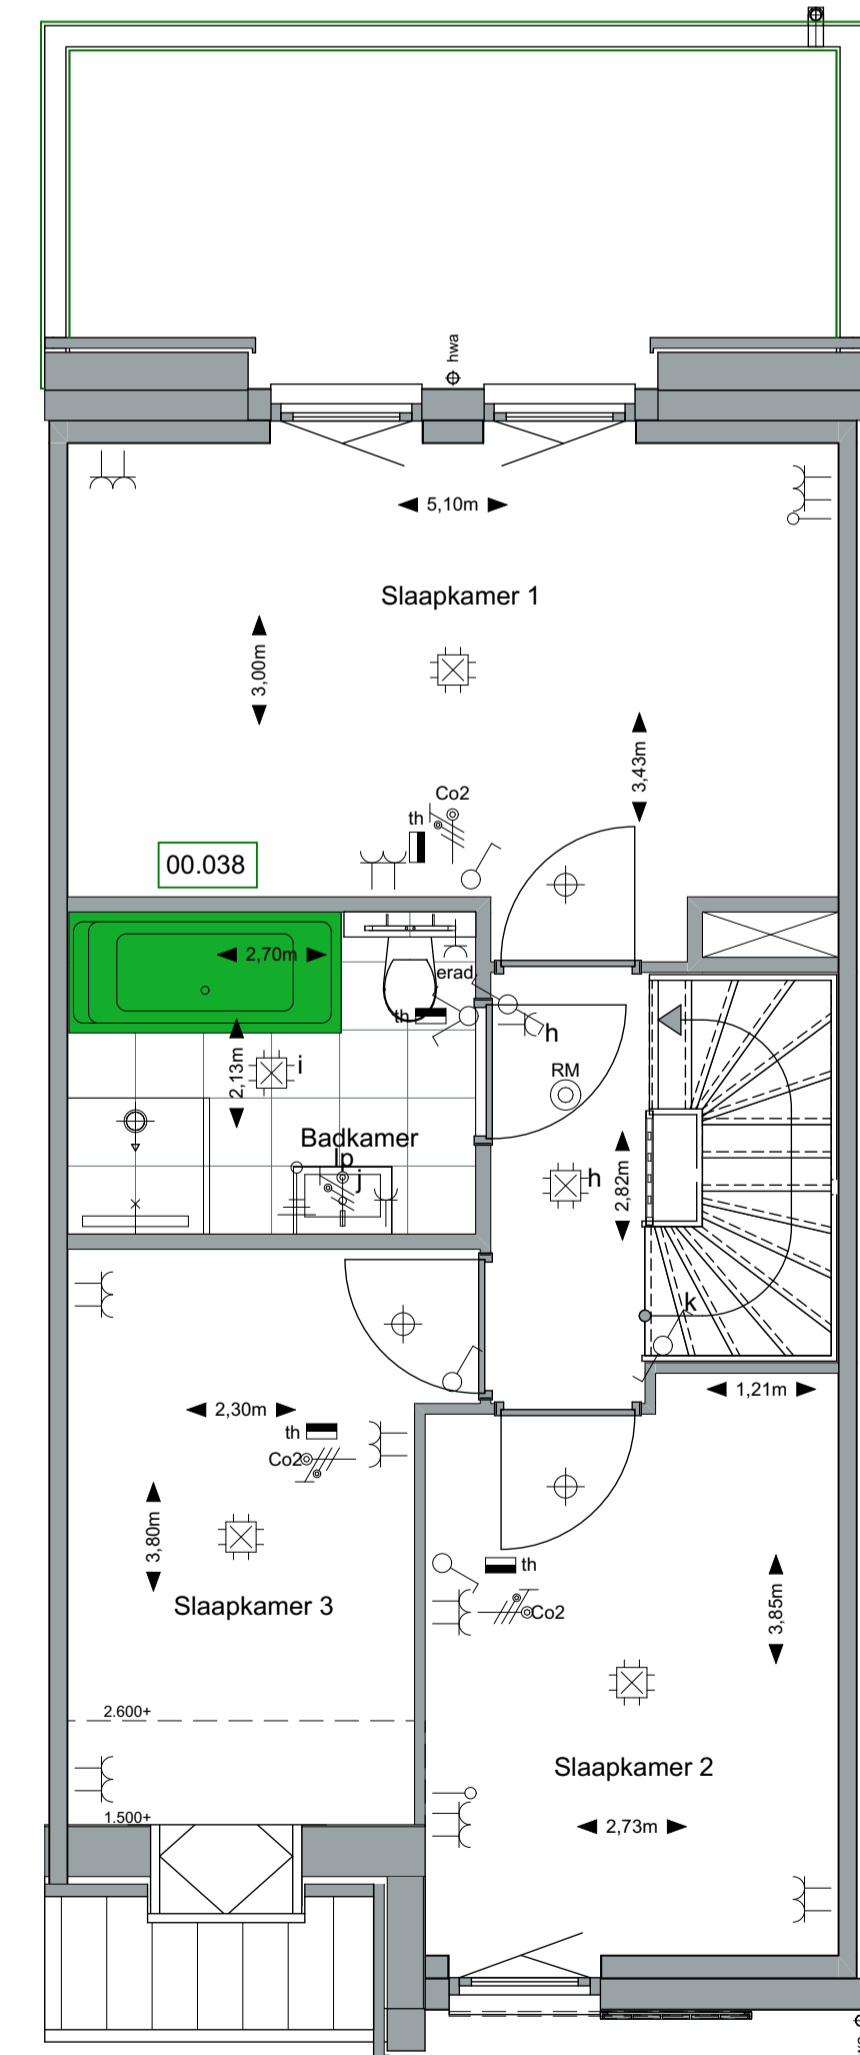 hwa
5,10m
Slaapkamer 1
3,00m
3,43m
Co2
th
00.038
2,70m
erad
th
h
i
2,13m
RM
Badkamer
p
j
h
2,82m
k
1,21m
2,30m
th
Co2
3,80m
th
Co2
3,85m
Slaapkamer 3
2.600+
Slaapkamer 2
1.500+
2,73m